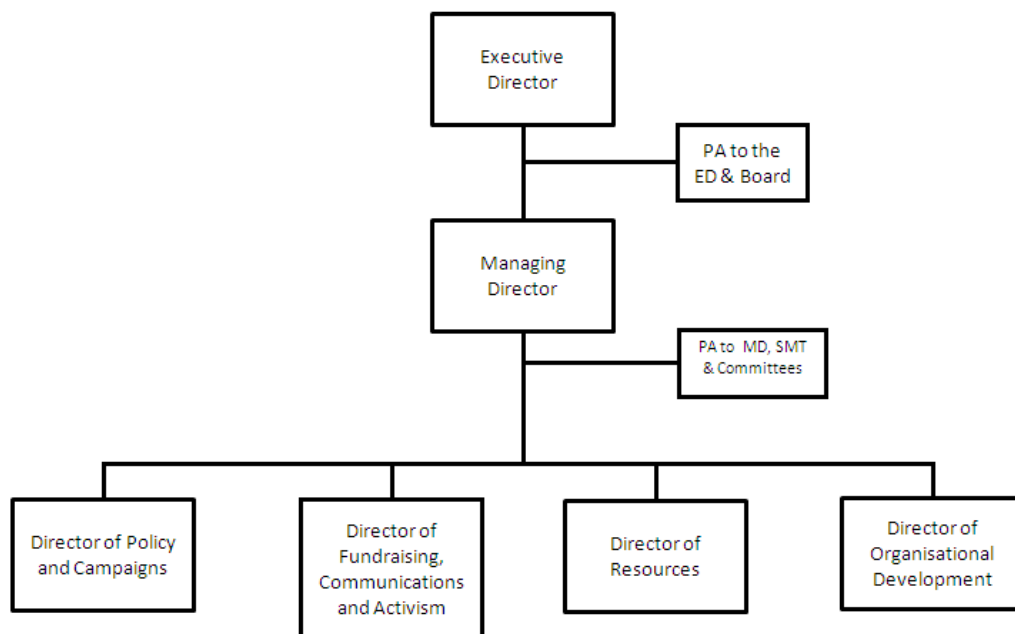 Executive
Director
PA to the
ED & Board
Managing
Director
PA to MD, SMT
& Committees
Director of Policy
and Campaigns
Director of
Fundraising,
Communications
and Activism
Director of
Resources
Director of
Organisational
Development